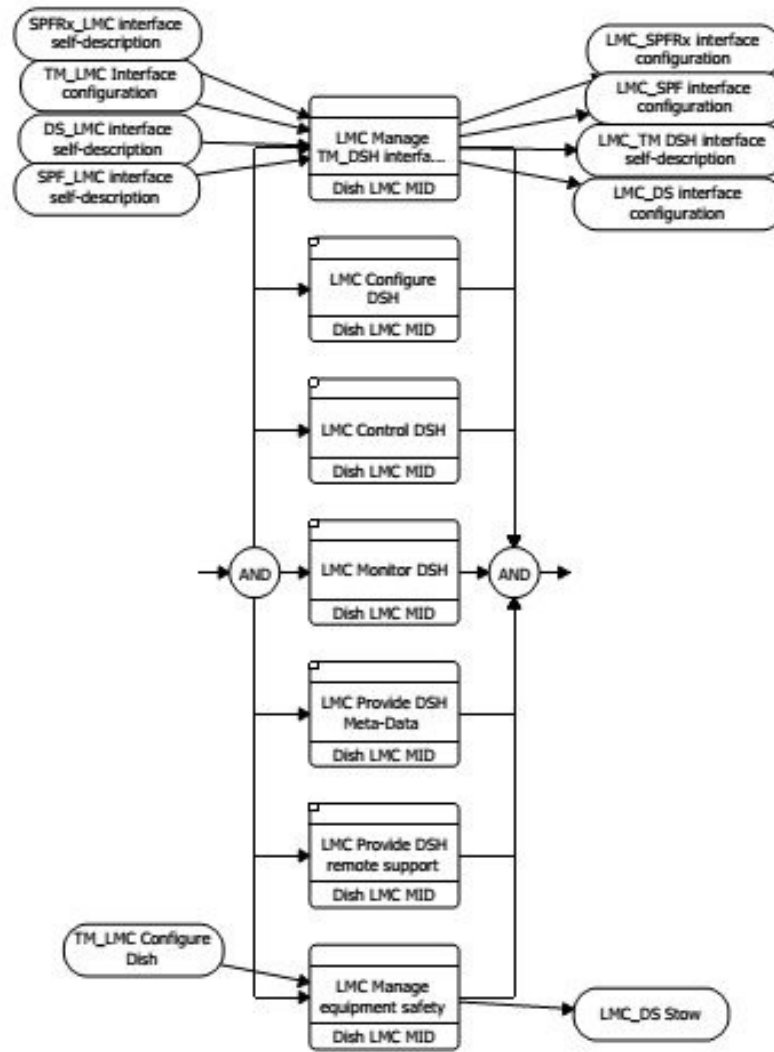 SPFRx_LMC interface
self-description
TM_LMC Interface
configuration
DS_LMC interface
self-description
SPF_LMC interface
self-description
LMC Manage
TM_DSH interfa...
Dish LMC MID
LMC_SPFRx interface
configuration
LMC_SPF interface
configuration
LMC_TM DSH interface
self-description
LMC_DS interface
configuration
LMC Configure
DSH
Dish LMC MID
LMC Control DSH
Dish LMC MID
AND
LMC Monitor DSH
Dish LMC MID
AND
LMC Provide DSH
Meta-Data
Dish LMC MID
LMC Provide DSH
remote support
Dish LMC MID
TM_LMC Configure
Dish
LMC Manage
equipment safety
Dish LMC MID
LMC_DS Stow